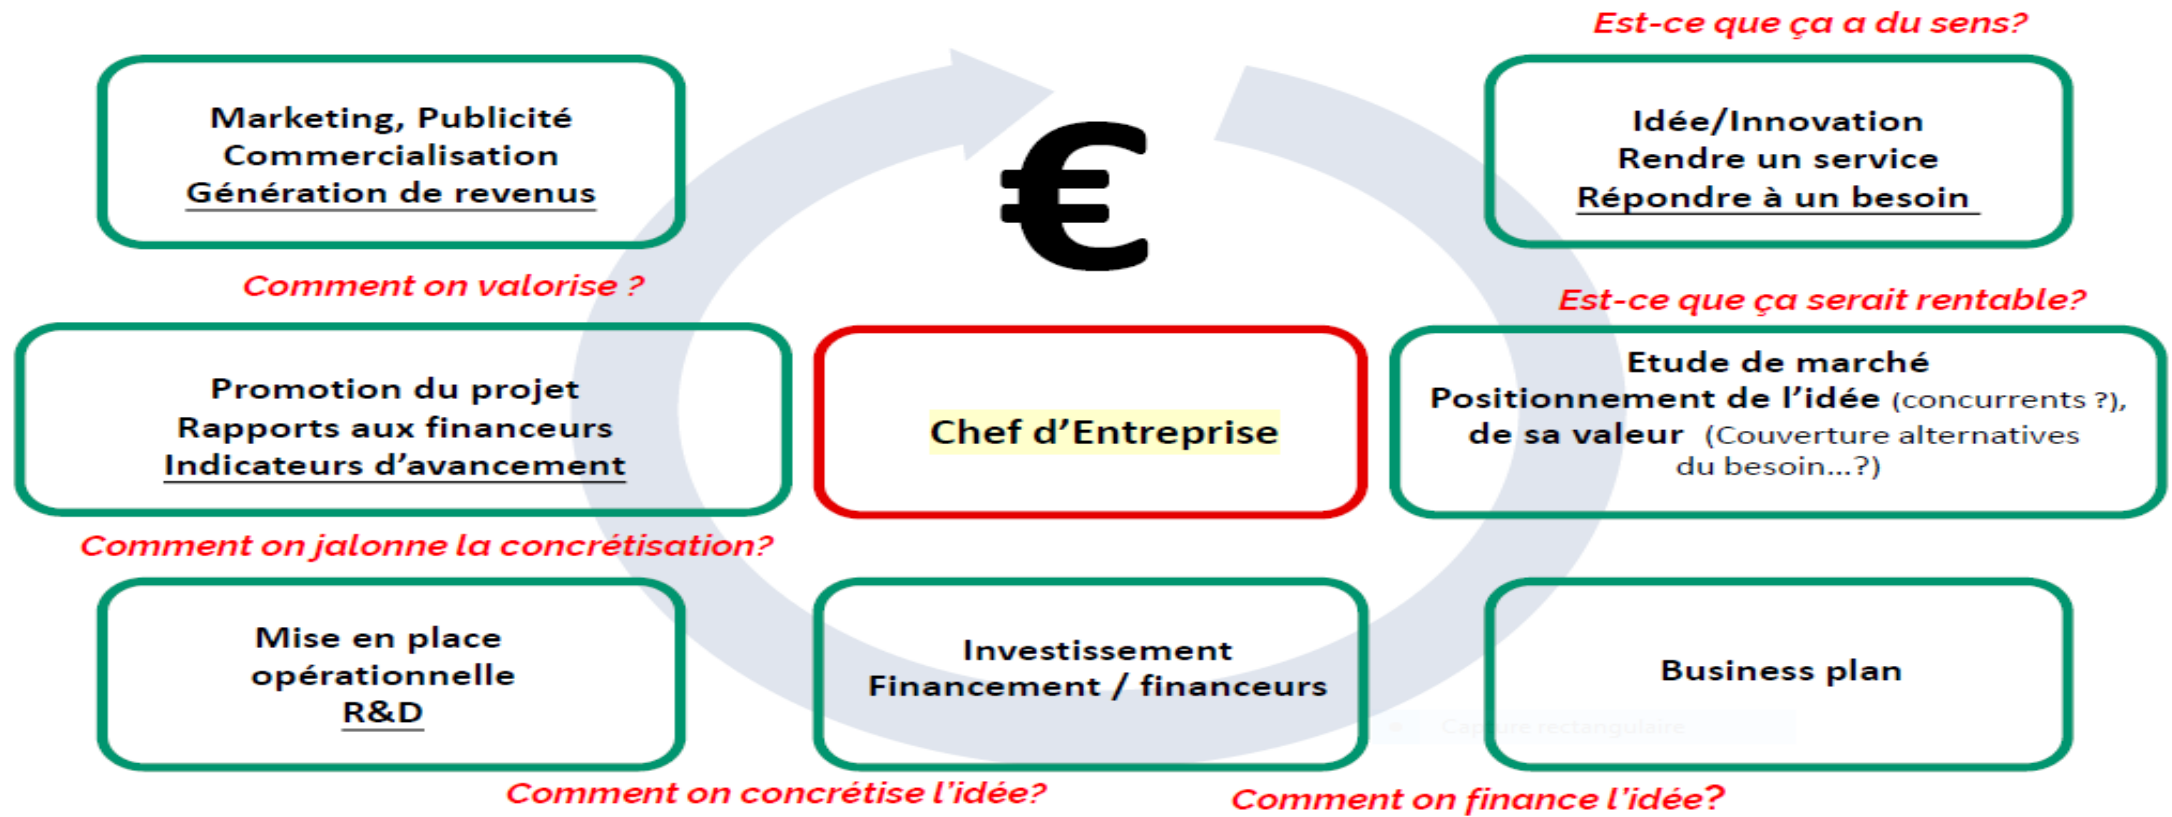 Est-ce que ça a du sens?
Marketing, Publicité
Commercialisation
Génération de revenus
€
Idée/Innovation
Rendre un service
Répondre à un besoin
Comment on valorise ?
Est-ce que ça serait rentable?
Promotion du projet
Rapports aux financeurs
Indicateurs d’avancement
Chef d’Entreprise
Etude de marché
Positionnement de l’idée (concurrents ?),
de sa valeur (Couverture alternatives
du besoin...?)
Comment on jalonne la concrétisation?
Mise en place
opérationnelle
R&D
Investissement
Financement / financeurs
Business plan
Capture rectangulaire
Comment on concrétise l’idée?
Comment on finance l’idée?